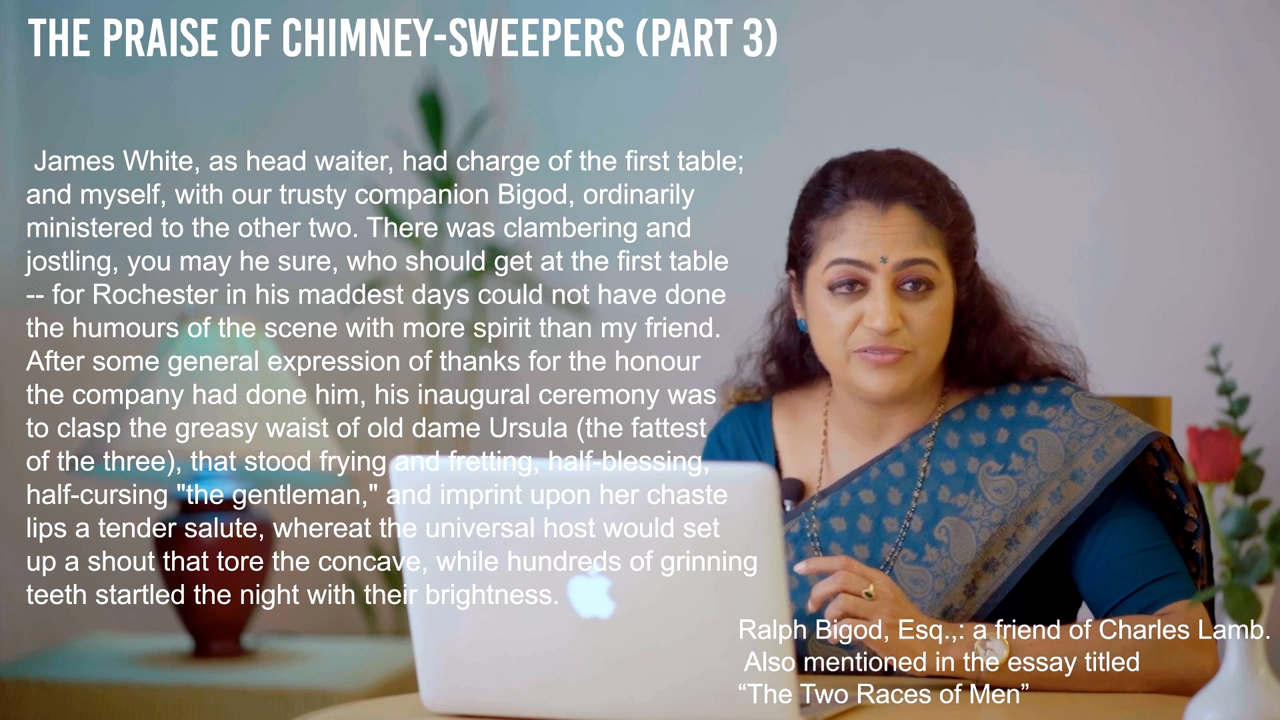 THE PRAISE OF CHIMNEY-SWEEPERS (PART 3)
James White, as head waiter, had charge of the first table;
and myself, with our trusty companion Bigod, ordinarily
ministered to the other two. There was clambering and
jostling, you may he sure, who should get at the first table
-- for Rochester in his maddest days could not have done
the humours of the scene with more spirit than my friend.
After some general expression of thanks for the honour
the company had done him, his inaugural ceremony was
to clasp the greasy waist of old dame Ursula (the fattest
of the three), that stood frying and fretting, half-blessing,
half-cursing "the gentleman," and imprint upon her chaste
lips a tender salute, whereat the universal host would set
up a shout that tore the concave, while hundreds of grinning
teeth startled the night with their brightness.
Ralph Bigod, Esq.,: a friend of Charles Lamb.
Also mentioned in the essay titled
“The Two Races of Men”